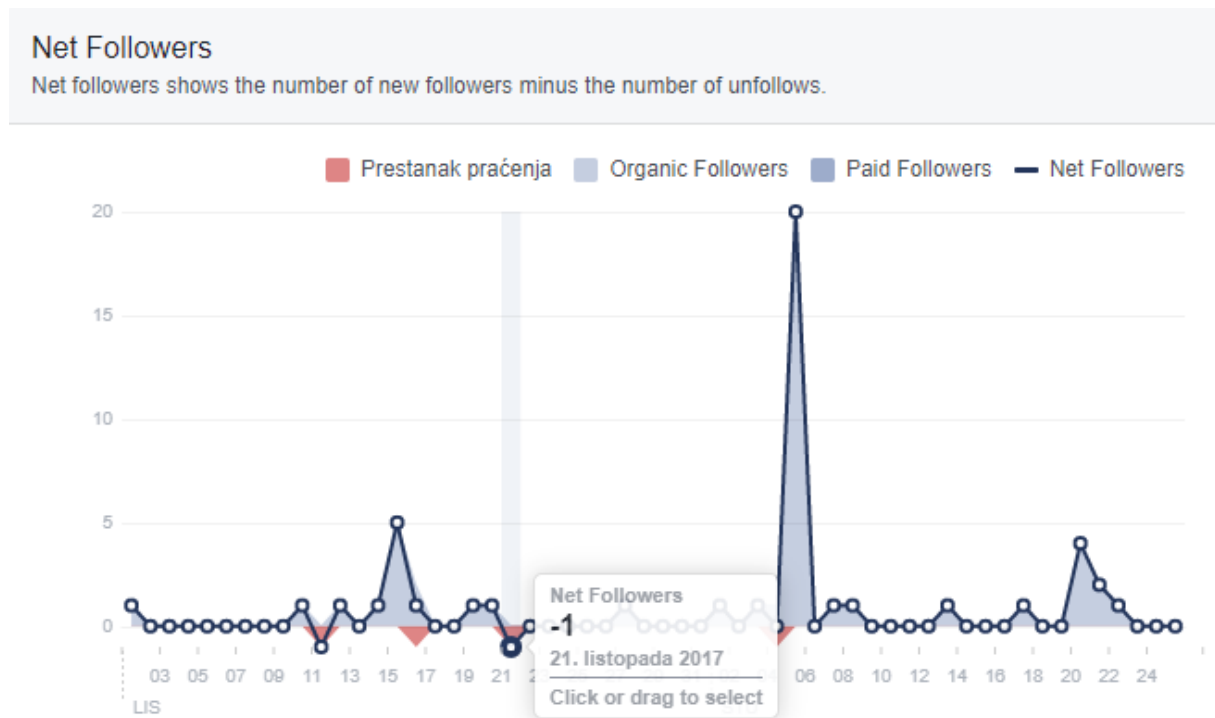 Net Followers
Net followers shows the number of new followers minus the number of unfollows.
Prestanak praćenja Organic Followers Paid Followers Net Followers
20
15
10
5
0
Net Followers
-1
21. listopada 2017
Click or drag to select
03 05 07 09 11 13 15 17 19 21 06 08 10 12 14 16 18 20 22 24
LIS